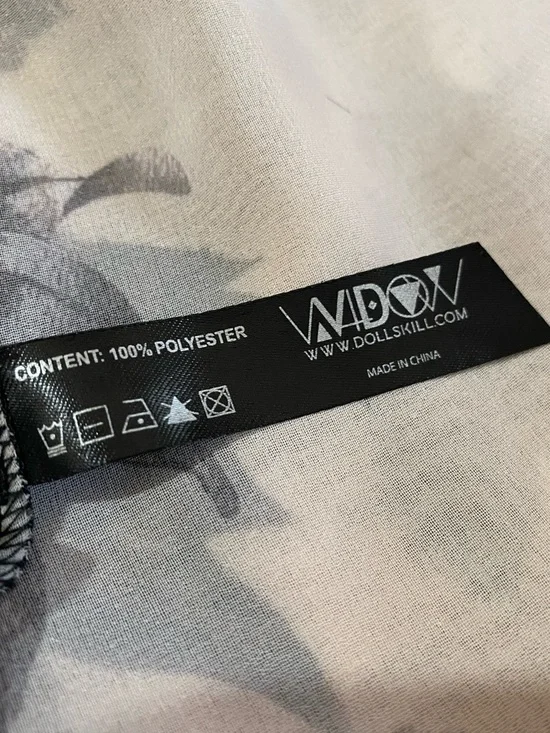 CONTENT: 100% POLYESTER
WIDOW
WWW.DOLLSKILL.COM
MADE IN CHINA